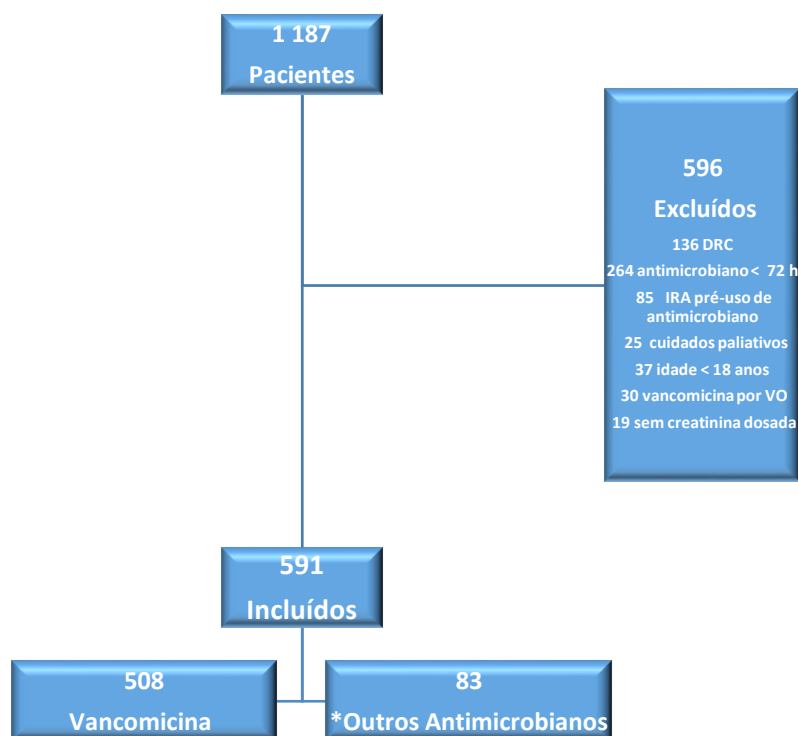 1 187
Pacientes
596
Excluídos
136 DRC
264 antimicrobiano < 72 h
85 IRA pré-uso de
antimicrobiano
25 cuidados paliativos
37 idade < 18 anos
30 vancomicina por VO
19 sem creatinina dosada
591
Incluídos
508
Vancomicina
83
*Outros Antimicrobianos